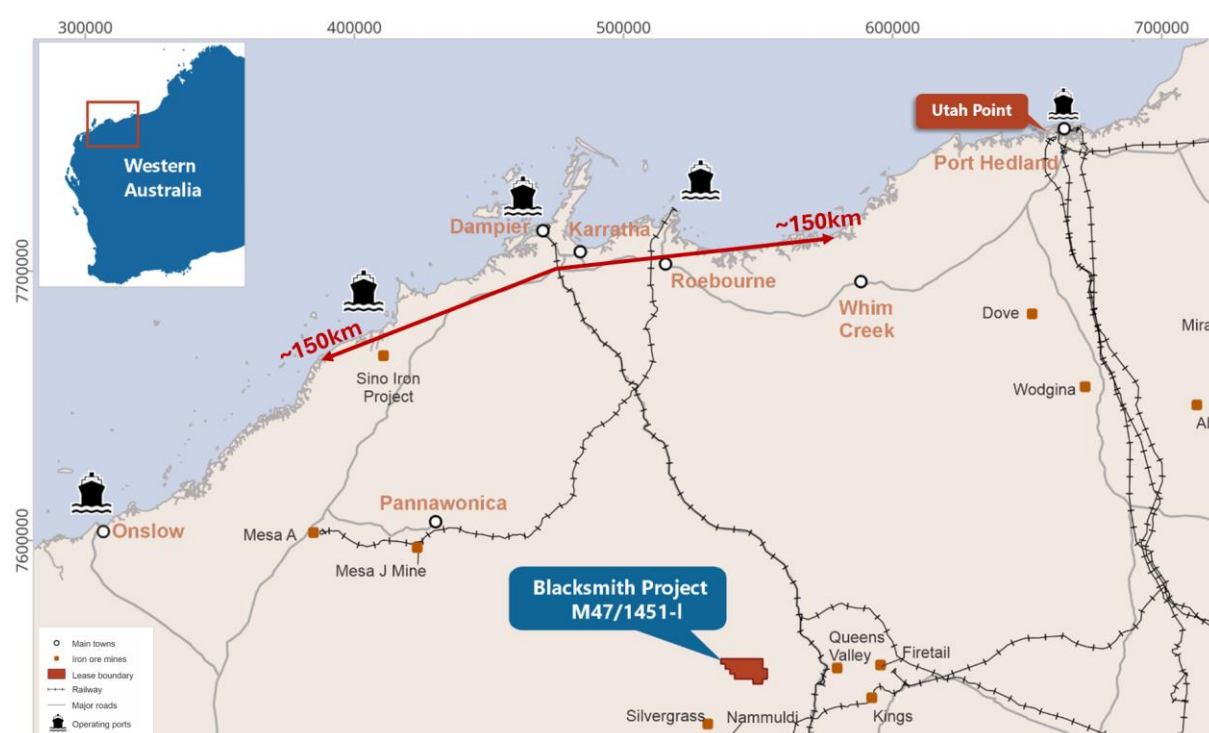 300000
400000
500000
600000
700000
Western
Australia
Utah Point
Port Hedland
Dampier
Karratha
~150km
Roebourne
7700000
~150km
Whim
Creek
Dove
Sino Iron
Project
Wodgina
Pannawonica
Onslow
Mesa A
Mesa J Mine
7600000
Blacksmith Project
M47/1451-l
Main towns
Iron ore mines
Lease boundary
Railway
Major roads
Operating ports
Queens
Valley
Firetail
Silvergrass
Nammuldi
Kings